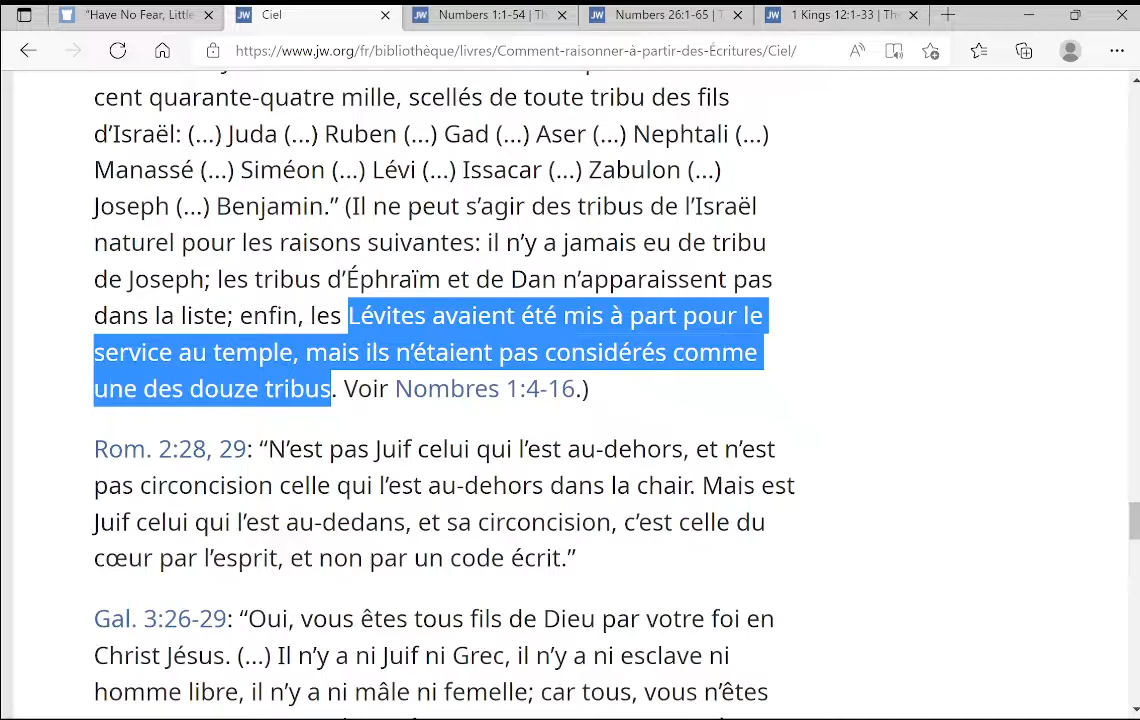 "Have No Fear, Little
Ciel
Numbers 1:1-54 | Th
Numbers 26:1-65 | T
1 Kings 12:1-33 | The
https://www.jw.org/fr/bibliothèque/livres/Comment-raisonner-à-partir-des-Écritures/Ciel/
cent quarante-quatre mille, scellés de toute tribu des fils
d’Israël: (...) Juda (...) Ruben (...) Gad (...) Aser (...) Nephtali (...)
Manassé (...) Siméon (...) Lévi (...) Issacar (...) Zabulon (...)
Joseph (...) Benjamin.” (Il ne peut s’agir des tribus de l’Israël
naturel pour les raisons suivantes: il n’y a jamais eu de tribu
de Joseph; les tribus d’Éphraïm et de Dan n’apparaissent pas
dans la liste; enfin, les Lévites avaient été mis à part pour le
service au temple, mais ils n’étaient pas considérés comme
une des douze tribus. Voir Nombres 1:4-16.)
Rom. 2:28, 29: “N’est pas Juif celui qui l’est au-dehors, et n’est
pas circoncision celle qui l’est au-dehors dans la chair. Mais est
Juif celui qui l’est au-dedans, et sa circoncision, c’est celle du
cœur par l’esprit, et non par un code écrit.”
Gal. 3:26-29: “Oui, vous êtes tous fils de Dieu par votre foi en
Christ Jésus. (...) Il n’y a ni Juif ni Grec, il n’y a ni esclave ni
homme libre, il n’y a ni mâle ni femelle; car tous, vous n’êtes